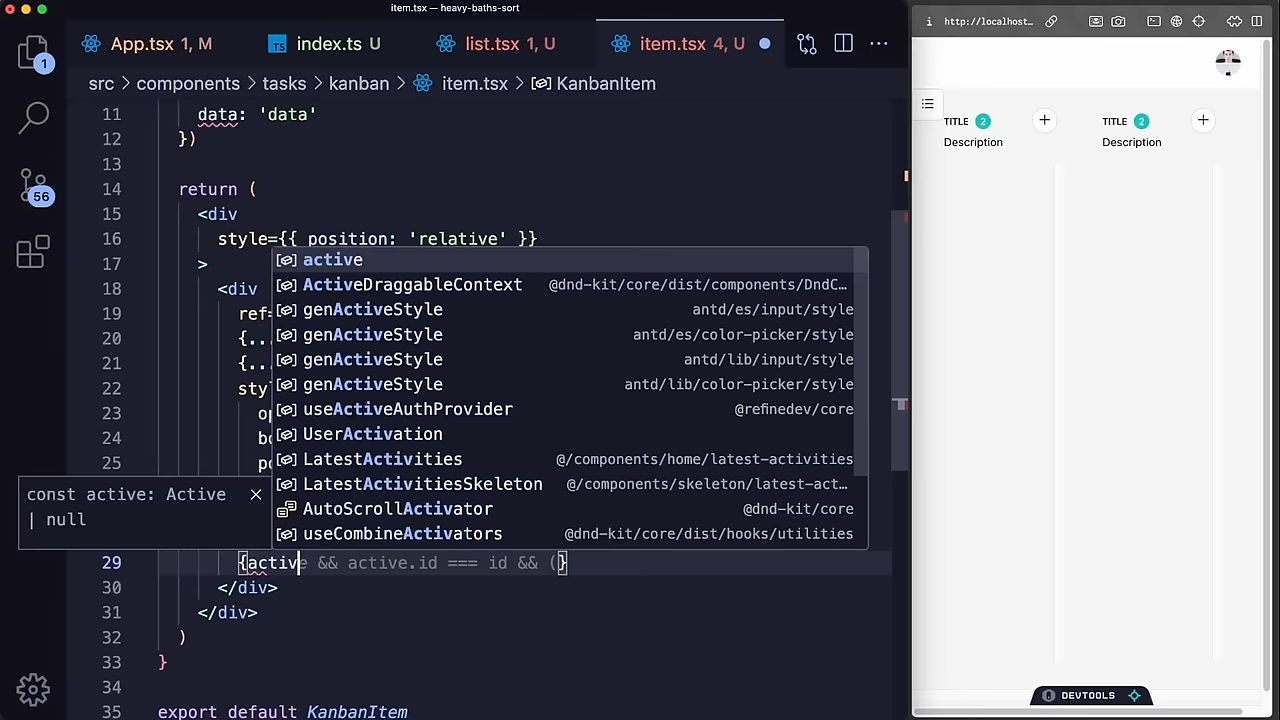 item.tsx — heavy-baths-sort
App.tsx 1, M
TS index.ts U
list.tsx 1, U
item.tsx 4, U
http://localhost...
src > components > tasks > kanban > item.tsx > KanbanItem
1
56
11 data: 'data'
12 })
13
14 return (
15 <div
16 style={{ position: 'relative' }}
17 >
18 <div
19 ref=
20 {...
21 {...
22 sty
23 op
24 bo
25 po
active
ActiveDraggableContext @dnd-kit/core/dist/components/DndC...
genActiveStyle antd/es/input/style
genActiveStyle antd/es/color-picker/style
genActiveStyle antd/lib/input/style
genActiveStyle antd/lib/color-picker/style
useActiveAuthProvider @refinedev/core
UserActivation
LatestActivities @/components/home/latest-activities
LatestActivitiesSkeleton @/components/skeleton/latest-act...
AutoScrollActivator @dnd-kit/core
useCombineActivators @dnd-kit/core/dist/hooks/utilities
const active: Active
| null
29 {active && active.id === id && (}
30 </div>
31 </div>
32 )
33 }
34
35 export default KanbanItem
TITLE 2 +
Description
TITLE 2 +
Description
DEVTOOLS